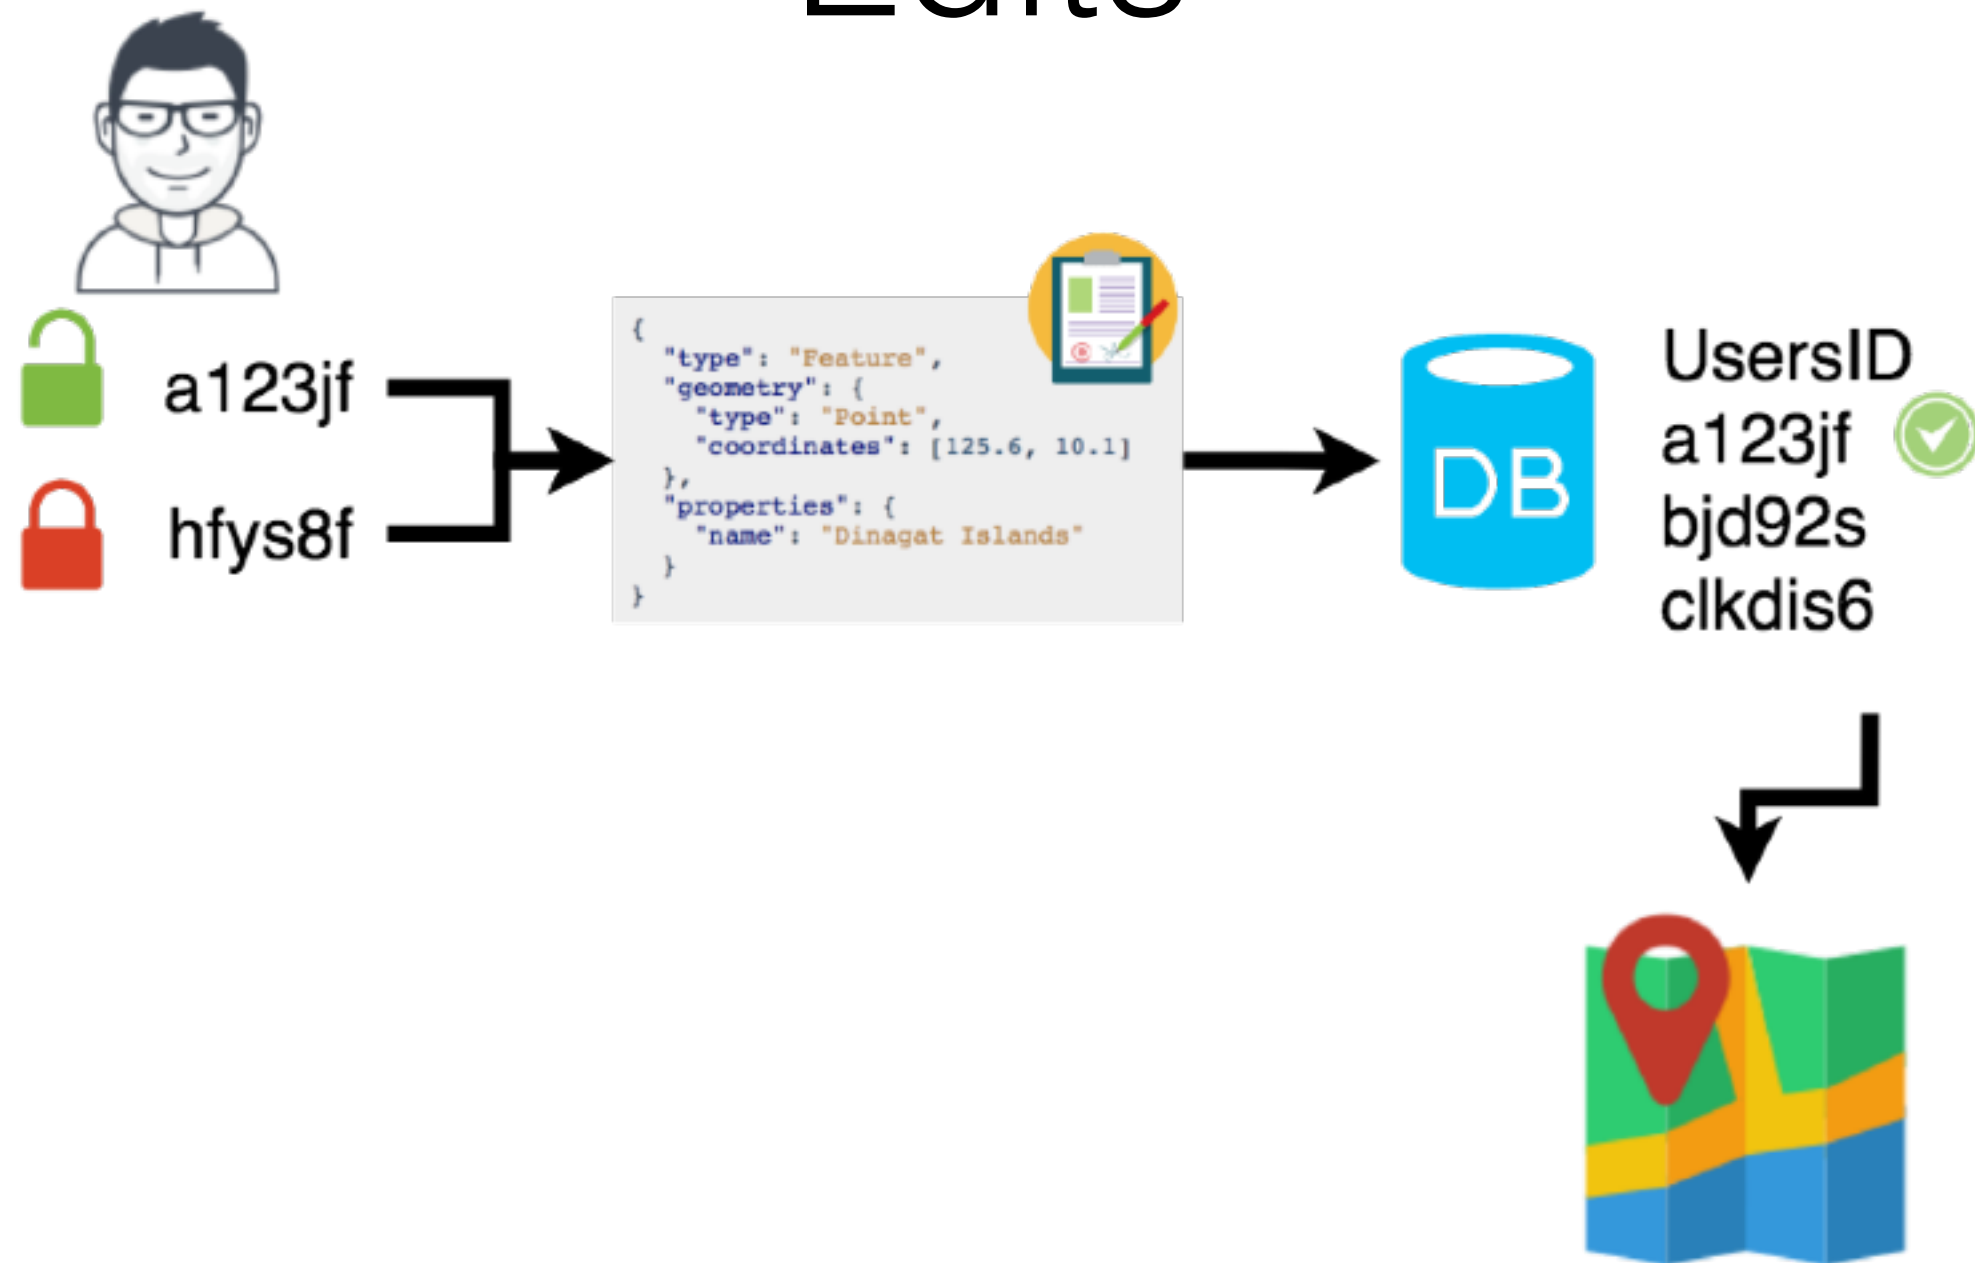 Edits
a123jf
hfys8f
{
"type": "Feature",
"geometry": {
"type": "Point",
"coordinates": [125.6, 10.1]
},
"properties": {
"name": "Dinagat Islands"
}
}
DB
UsersID
a123jf
bjd92s
clkdis6